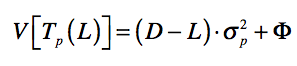 V[T_p(L)] = (D − L) · σ_p^2 + Φ